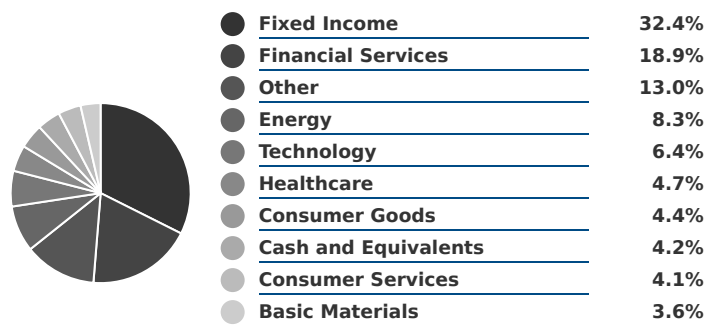 Fixed Income 32.4%
Financial Services 18.9%
Other 13.0%
Energy 8.3%
Technology 6.4%
Healthcare 4.7%
Consumer Goods 4.4%
Cash and Equivalents 4.2%
Consumer Services 4.1%
Basic Materials 3.6%